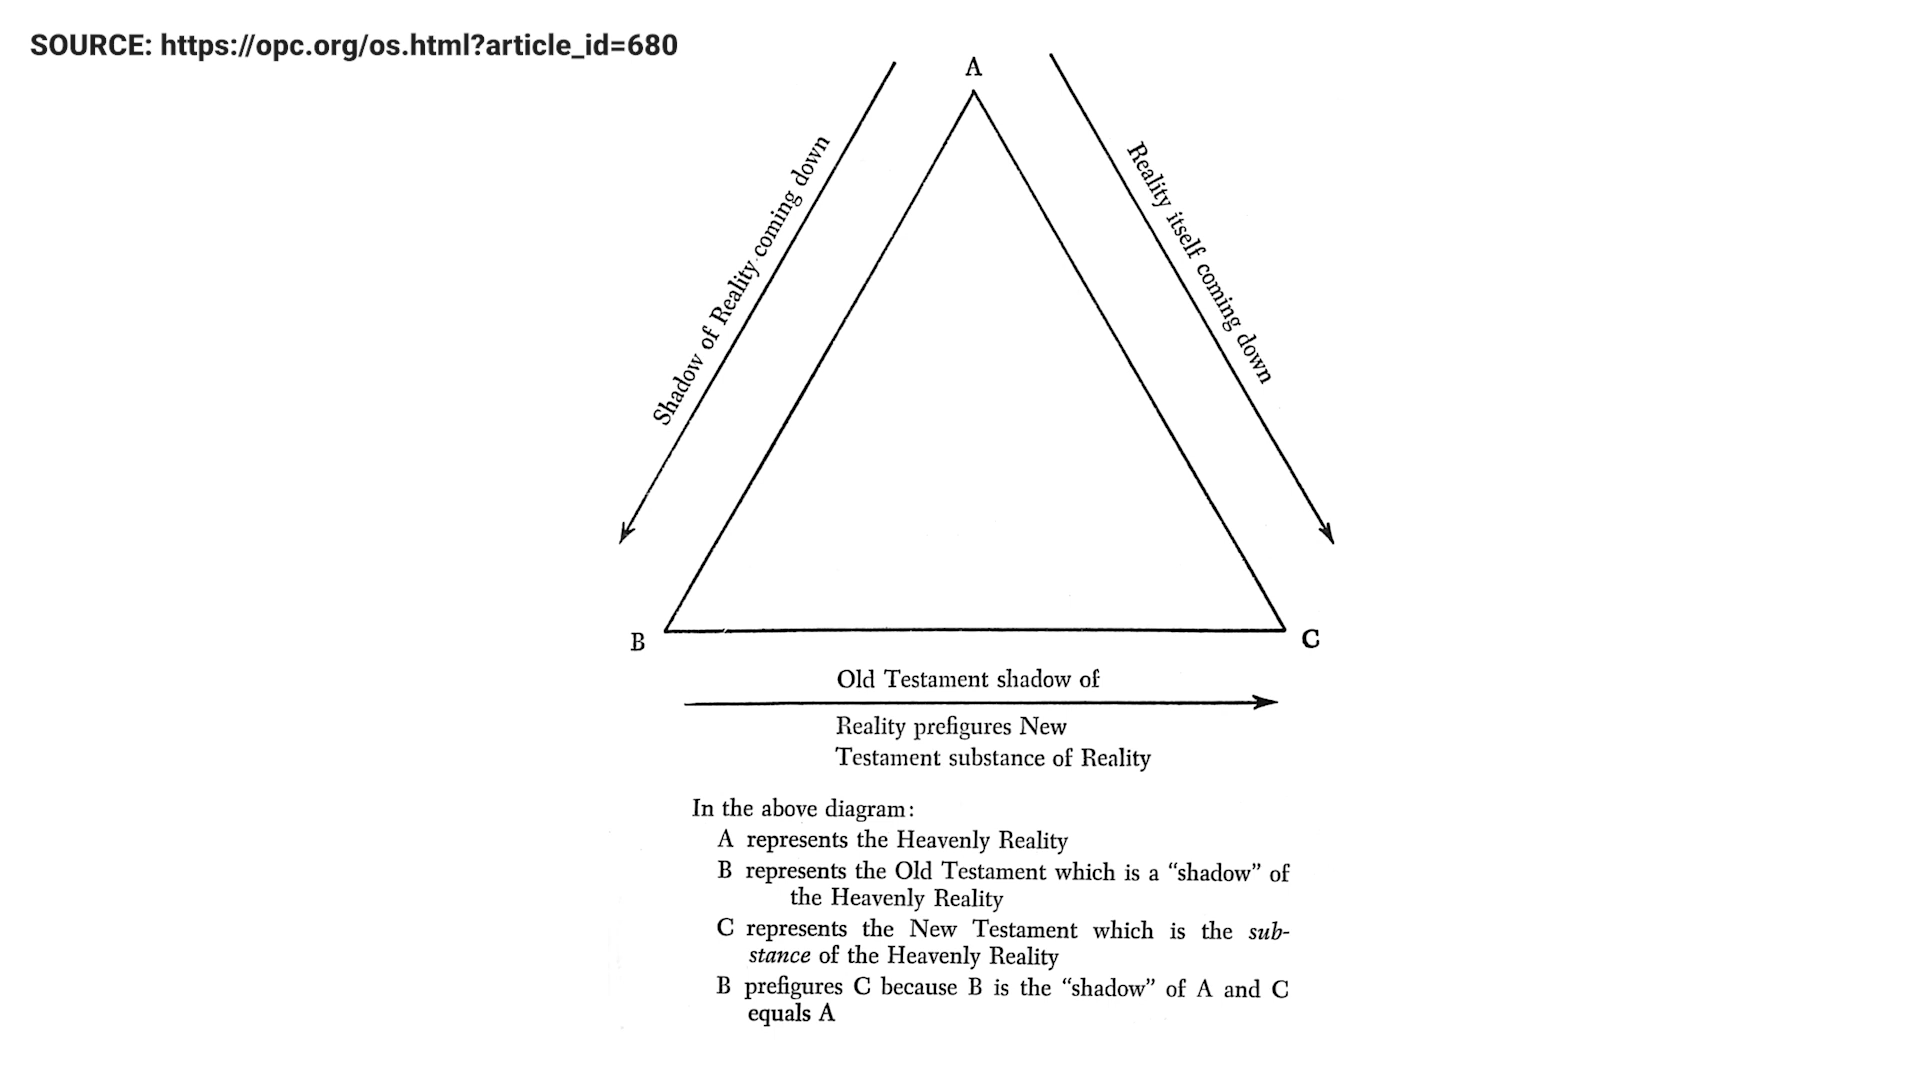 SOURCE: https://opc.org/os.html?article_id=680
A
Shadow of Reality coming down
Reality itself coming down
B
C
Old Testament shadow of
Reality prefigures New
Testament substance of Reality
In the above diagram:
A represents the Heavenly Reality
B represents the Old Testament which is a “shadow” of
the Heavenly Reality
C represents the New Testament which is the sub-
stance of the Heavenly Reality
B prefigures C because B is the “shadow” of A and C
equals A